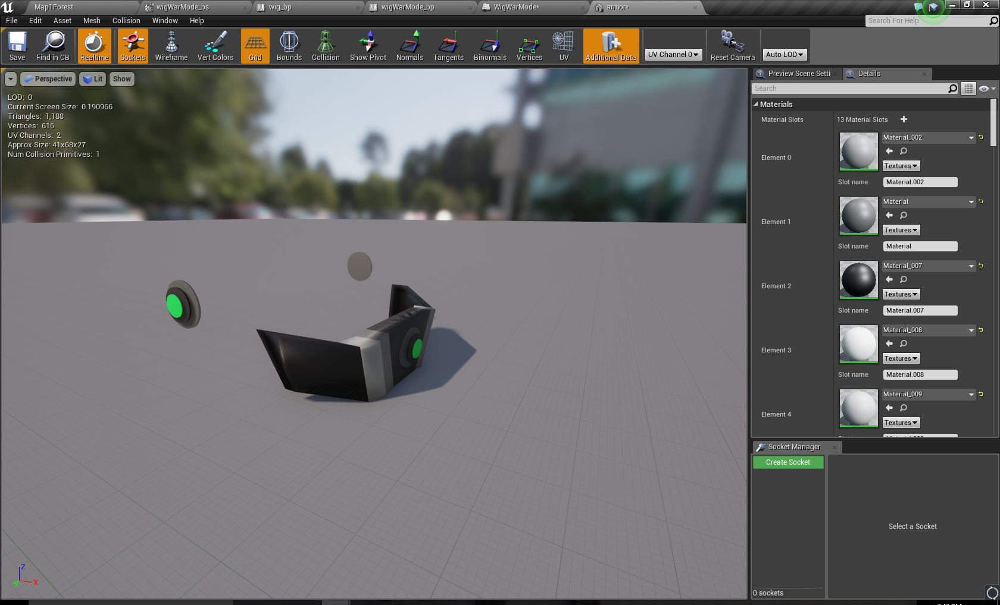 Map1Forest
wigWarMode_bs
wig_bp
wigWarMode_bp
WigWarMode*
armor*
File Edit Asset Mesh Collision Window Help
Search For Help
Save
Find in CB
Realtime
Sockets
Wireframe
Vert Colors
Grid
Bounds
Collision
Show Pivot
Normals
Tangents
Binormals
Vertices
UV
Additional Data
UV Channel 0
Reset Camera
Auto LOD
Perspective
Lit
Show
LOD: 0
Current Screen Size: 0.190966
Triangles: 1,188
Vertices: 616
UV Channels: 2
Approx Size: 41x68x27
Num Collision Primitives: 1
Z
X
Y
Preview Scene Setti
Details
Search
Materials
Material Slots
13 Material Slots
Element 0
Material_002
Textures
Slot name
Material.002
Element 1
Material
Textures
Slot name
Material
Element 2
Material_007
Textures
Slot name
Material.007
Element 3
Material_008
Textures
Slot name
Material.008
Element 4
Material_009
Textures
Socket Manager
Create Socket
Select a Socket
0 sockets